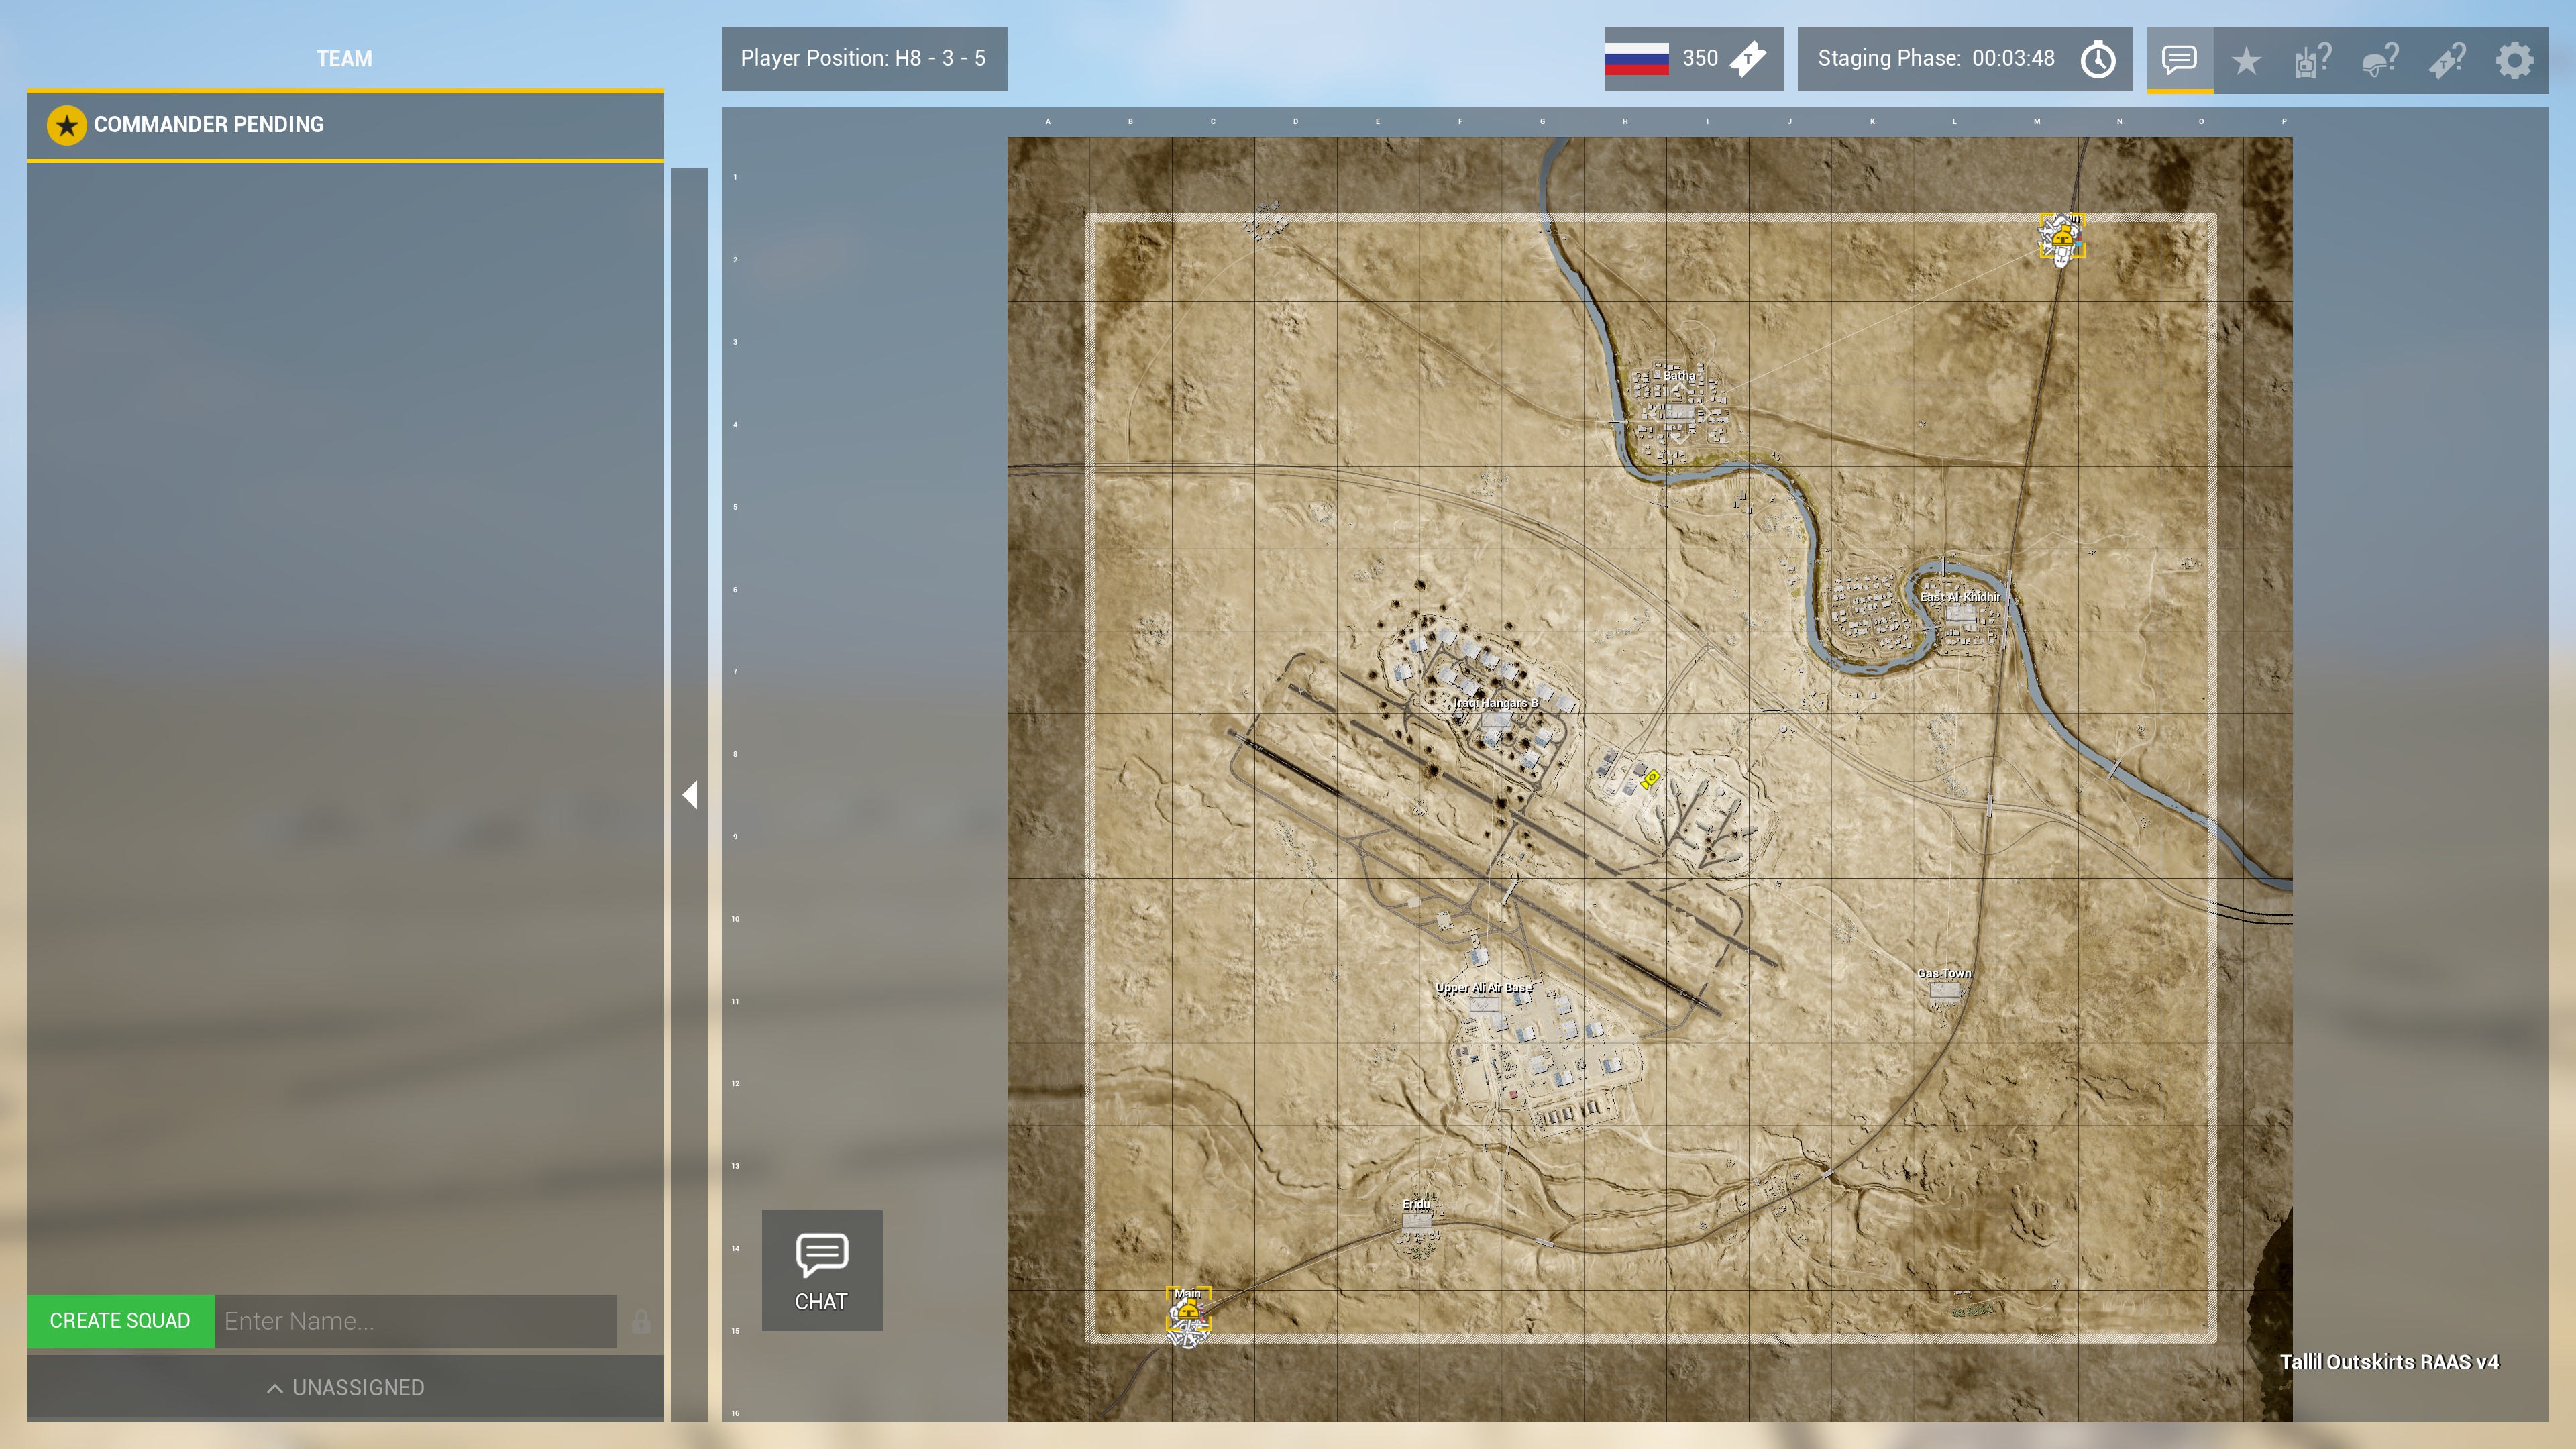 TEAM
Player Position: H8 - 3 - 5
350
T
Staging Phase: 00:03:48
COMMANDER PENDING
A B C D E F G H I J K L M N O P
1
2
3
Batha
4
5
6
East Al-Khidhir
7
Iraqi Hangars B
8
9
10
Gas Town
Upper Ali Air Base
11
12
13
Eridu
14
CHAT
Main
15
CREATE SQUAD
Enter Name...
Tallil Outskirts RAAS v4
UNASSIGNED
16